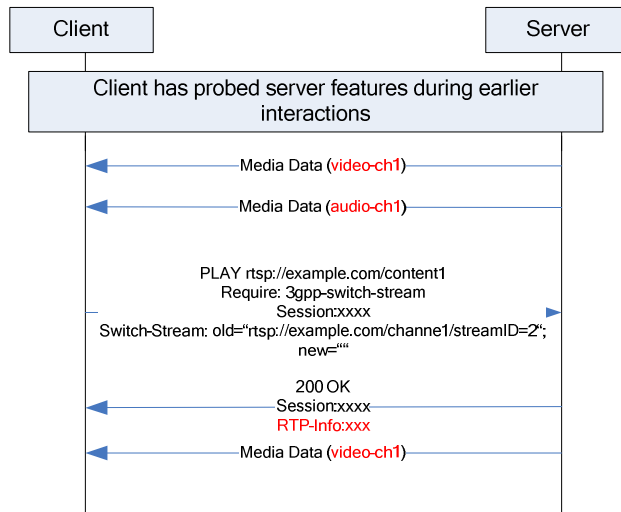 Client
Server
Client has probed server features during earlier
interactions
Media Data (video-ch1)
Media Data (audio-ch1)
PLAY rtsp://example.com/content1
Require: 3gpp-switch-stream
Session:xxxx
Switch-Stream: old=“rtsp://example.com/channe1/streamID=2“;
new=““
200 OK
Session:xxxx
RTP-Info:xxx
Media Data (video-ch1)